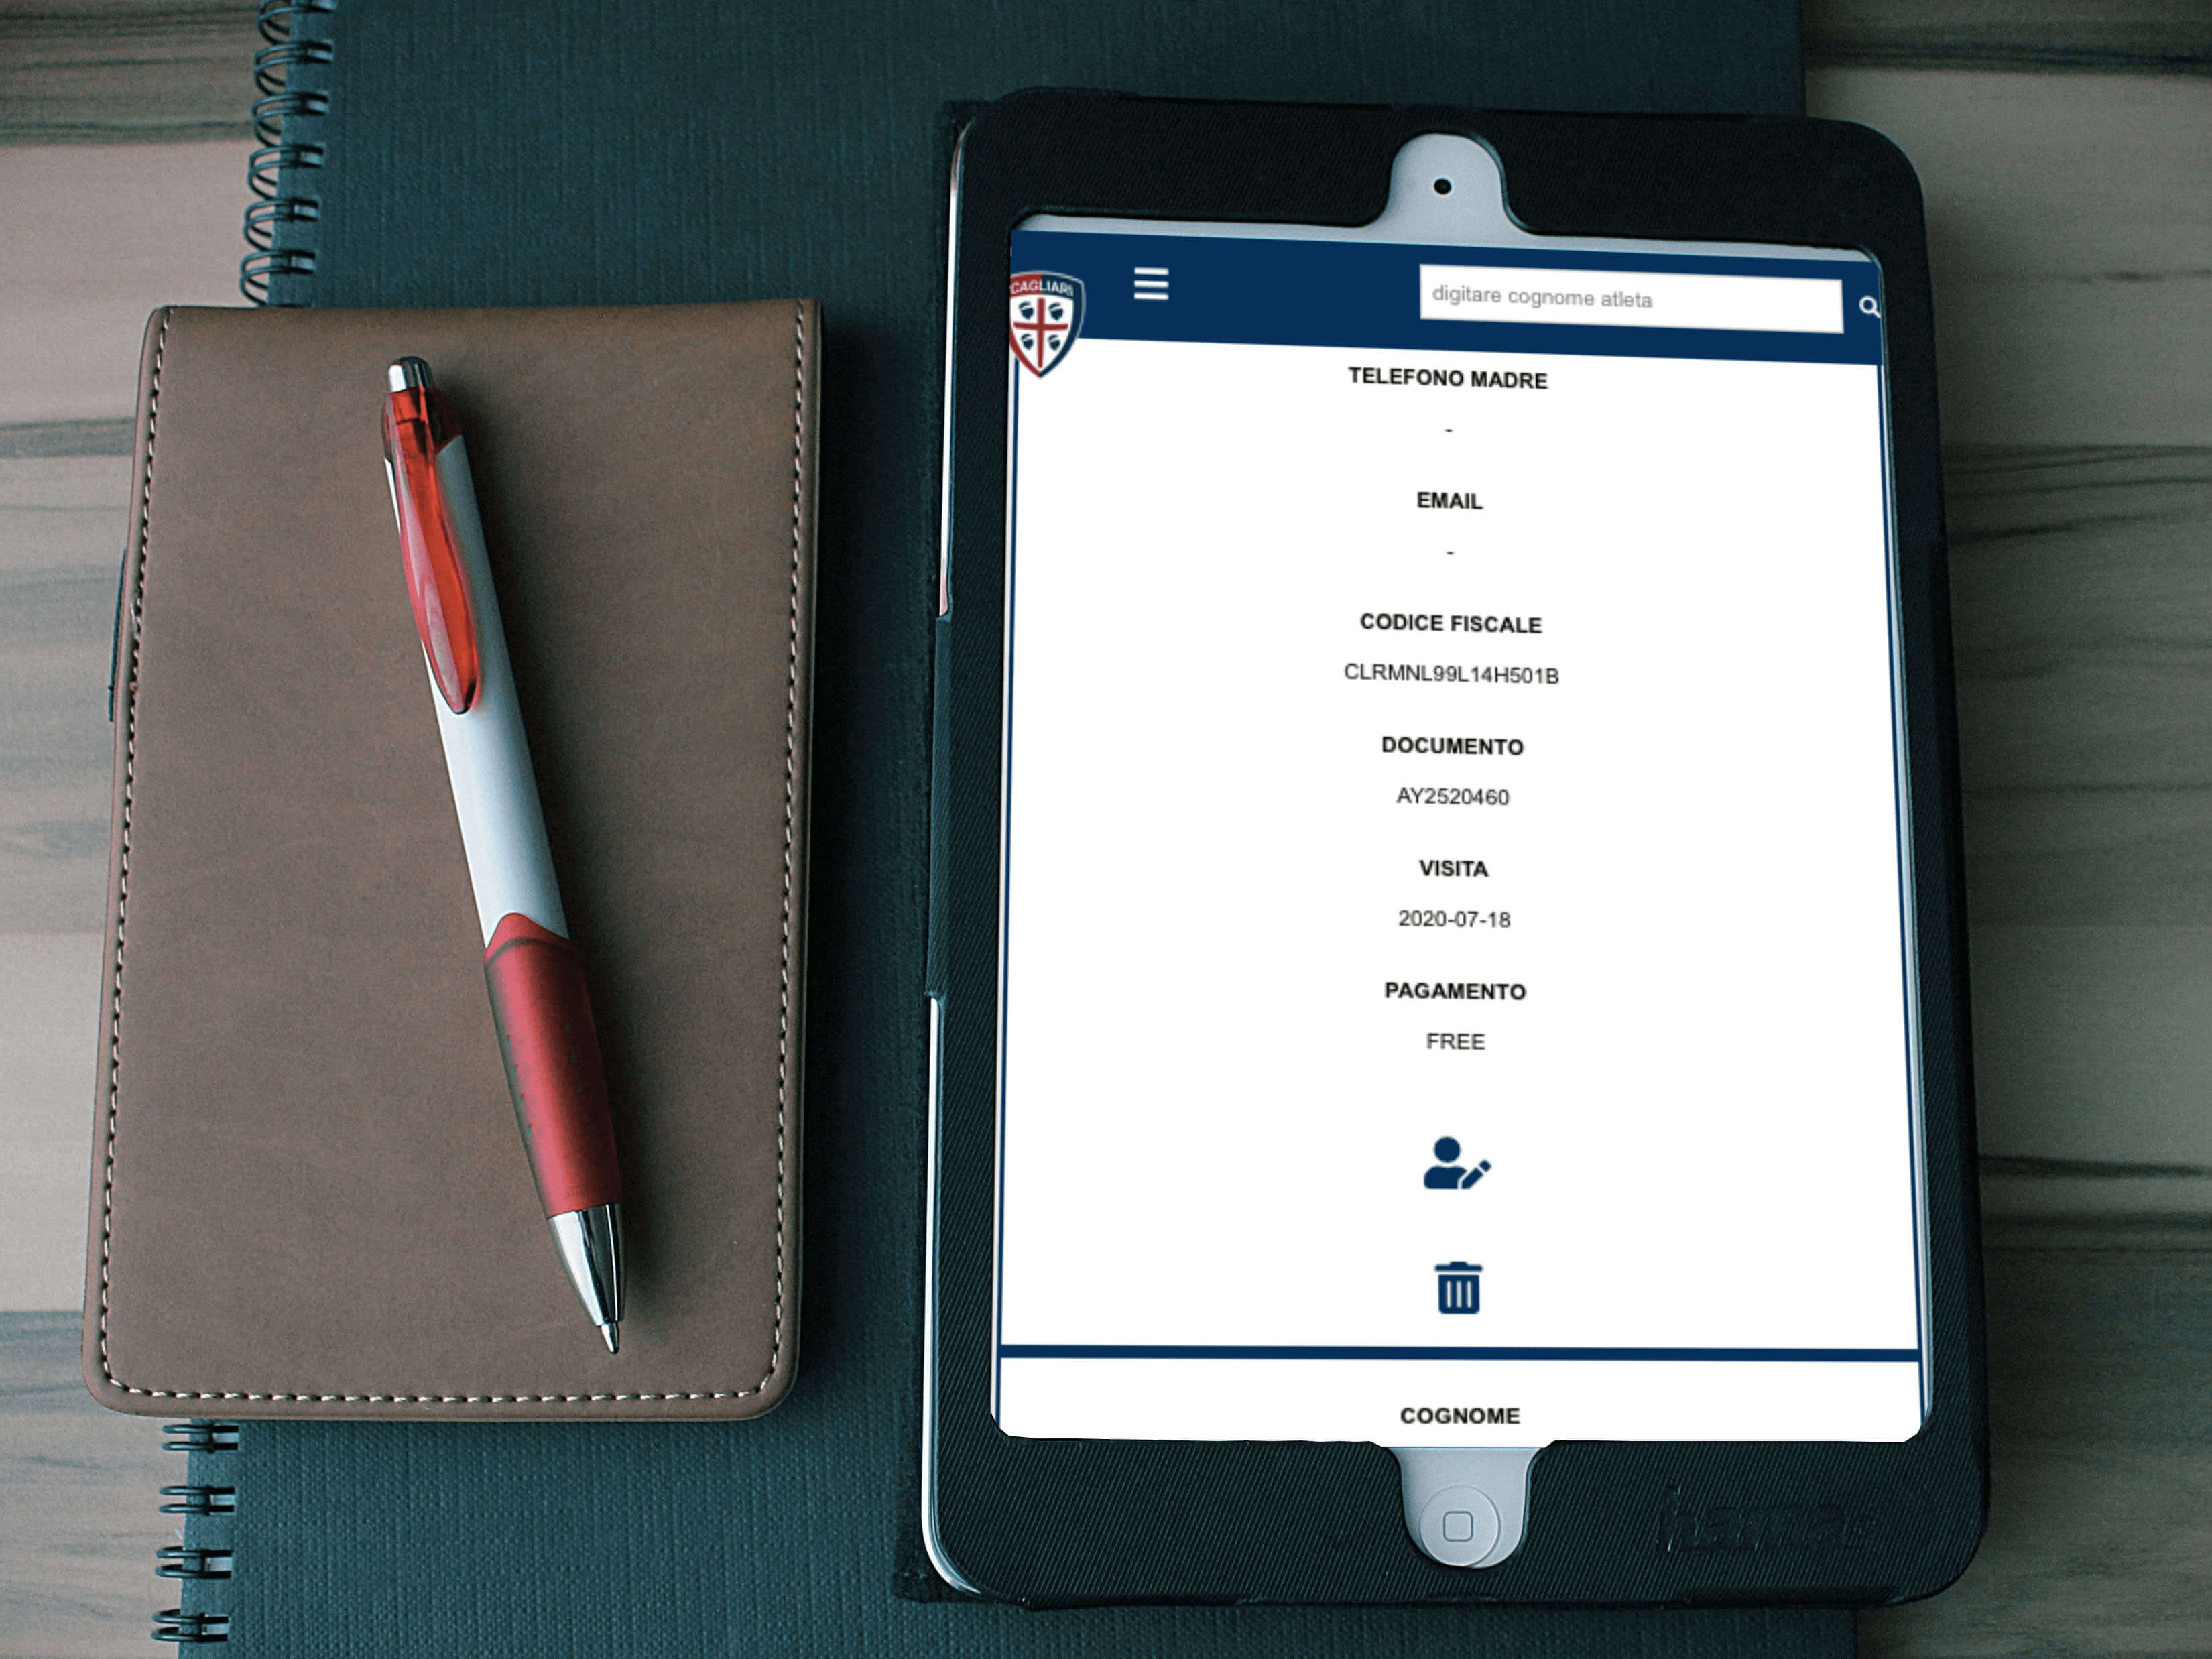 CAGLIARI
digitare cognome atleta
TELEFONO MADRE
-
EMAIL
-
CODICE FISCALE
CLRMNL99L14H501B
DOCUMENTO
AY2520460
VISITA
2020-07-18
PAGAMENTO
FREE
COGNOME
hama